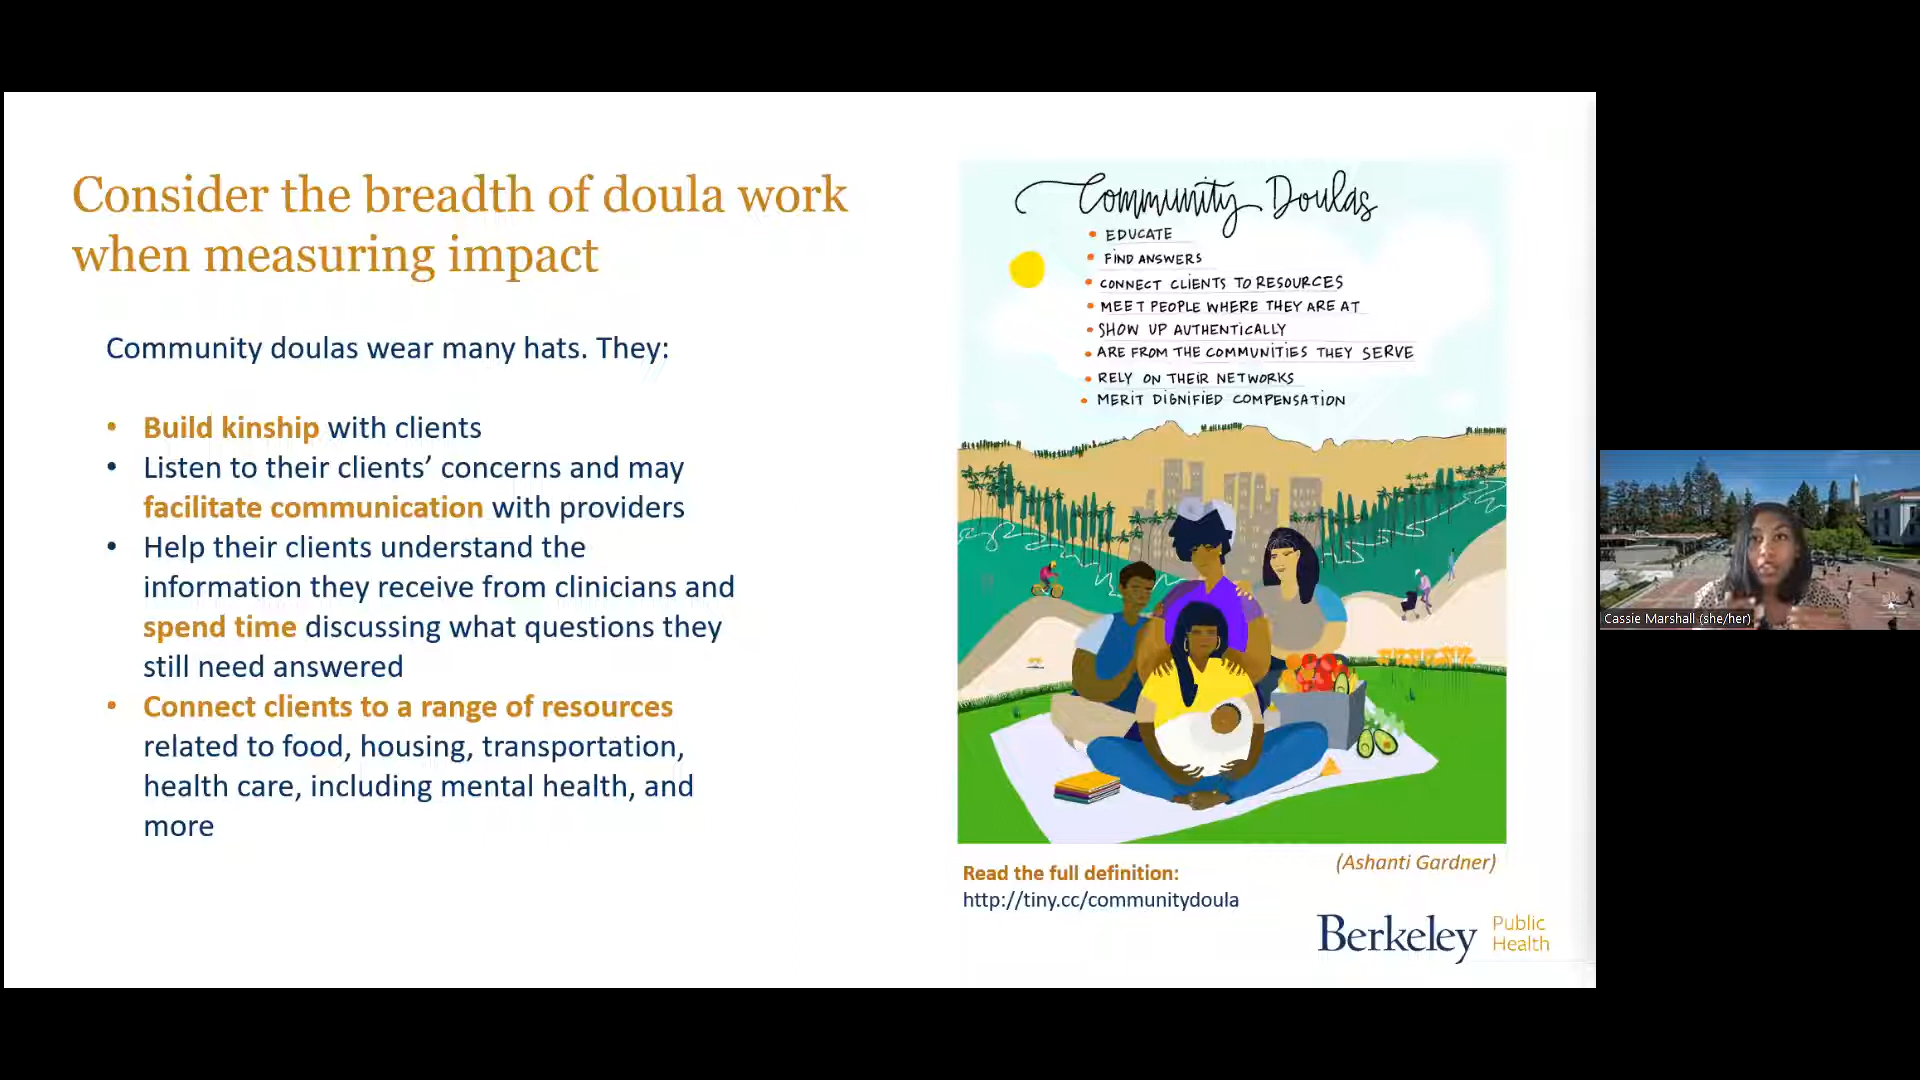 Consider the breadth of doula work
when measuring impact
Community doulas wear many hats. They:
• Build kinship with clients
• Listen to their clients’ concerns and may
facilitate communication with providers
• Help their clients understand the
information they receive from clinicians and
spend time discussing what questions they
still need answered
• Connect clients to a range of resources
related to food, housing, transportation,
health care, including mental health, and
more
Community Doulas
• EDUCATE
• FIND ANSWERS
• CONNECT CLIENTS TO RESOURCES
• MEET PEOPLE WHERE THEY ARE AT
• SHOW UP AUTHENTICALLY
• ARE FROM THE COMMUNITIES THEY SERVE
• RELY ON THEIR NETWORKS
• MERIT DIGNIFIED COMPENSATION
(Ashanti Gardner)
Read the full definition:
http://tiny.cc/communitydoula
Berkeley Public
Health
Cassie Marshall (she/her)